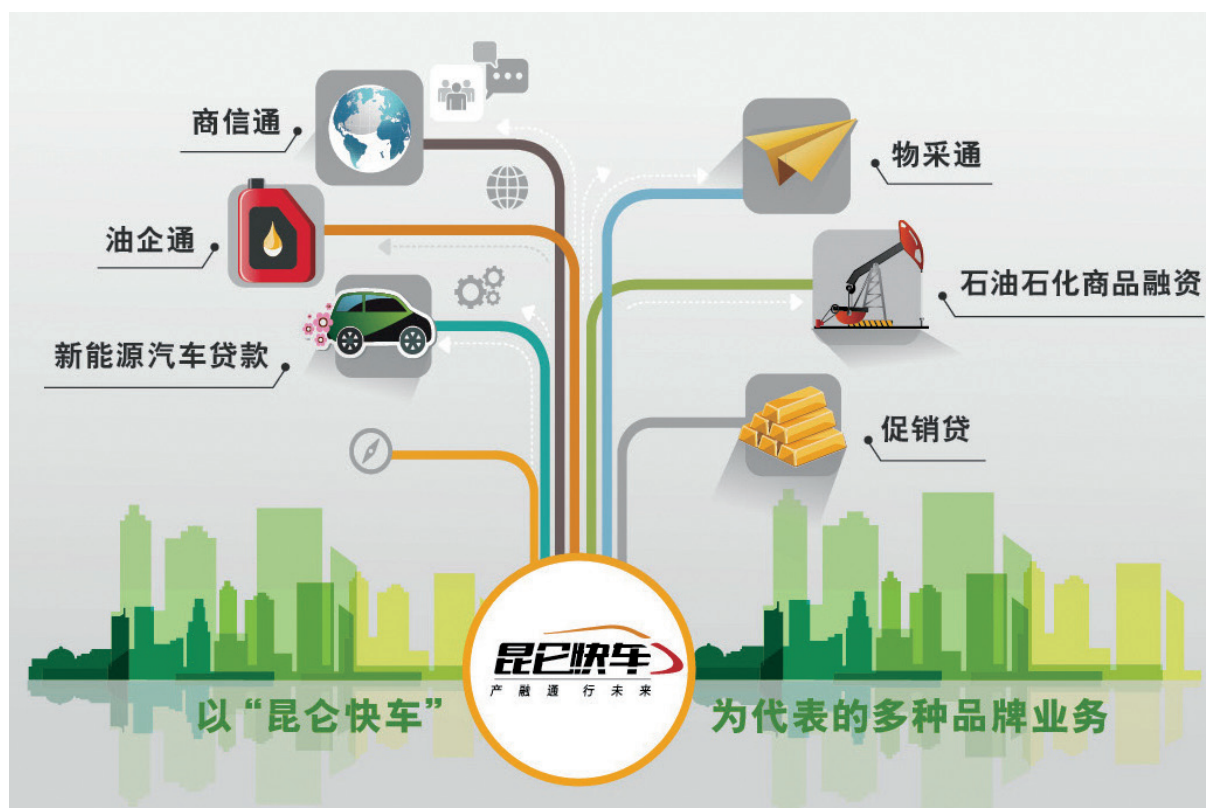 商信通
油企通
新能源汽车贷款
物采通
石油石化商品融资
促销贷
昆仑快车
产融通 行未来
以“昆仑快车”
为代表的多种品牌业务